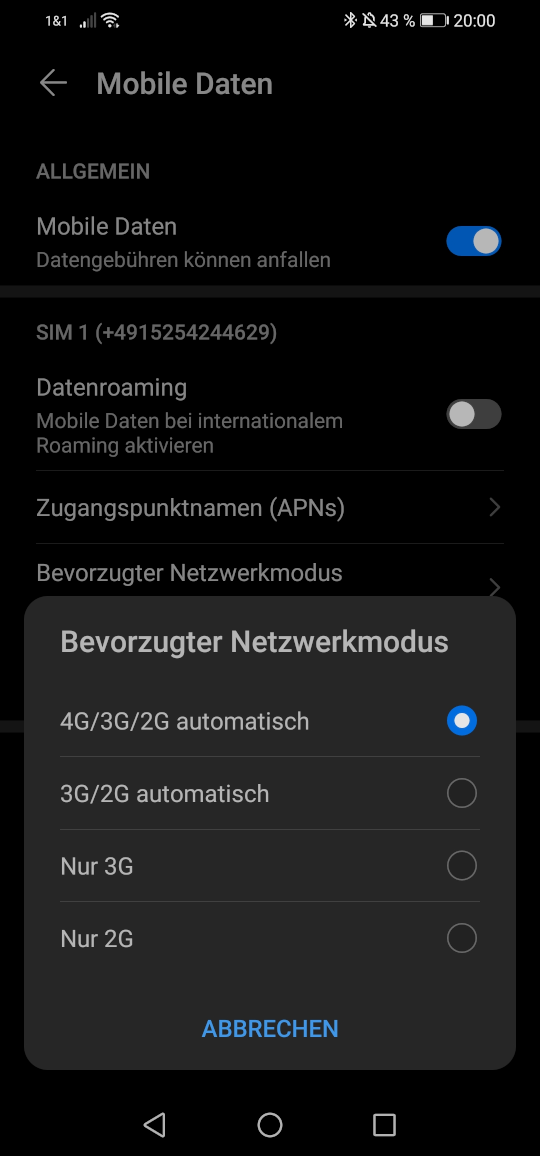 1&1 43 % 20:00
Mobile Daten
ALLGEMEIN
Mobile Daten
Datengebühren können anfallen
SIM 1 (+4915254244629)
Datenroaming
Mobile Daten bei internationalem
Roaming aktivieren
Zugangspunktnamen (APNs)
Bevorzugter Netzwerkmodus
Bevorzugter Netzwerkmodus
4G/3G/2G automatisch
3G/2G automatisch
Nur 3G
Nur 2G
ABBRECHEN